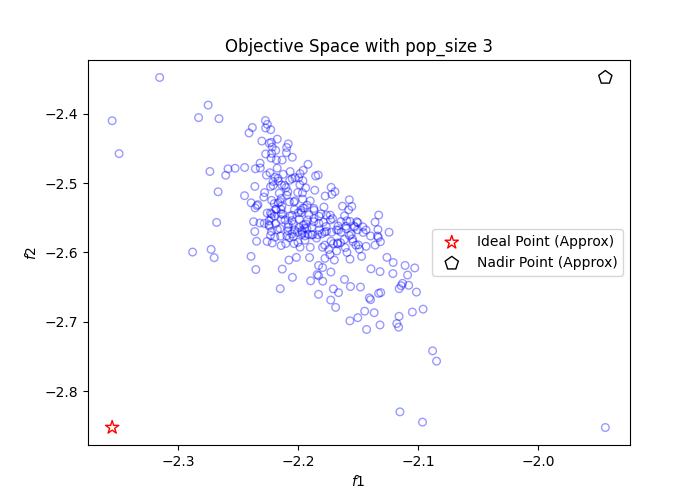 Objective Space with pop_size 3
f2
−2.4
−2.5
−2.6
−2.7
−2.8
Ideal Point (Approx)
Nadir Point (Approx)
−2.3
−2.2
−2.1
−2.0
f1